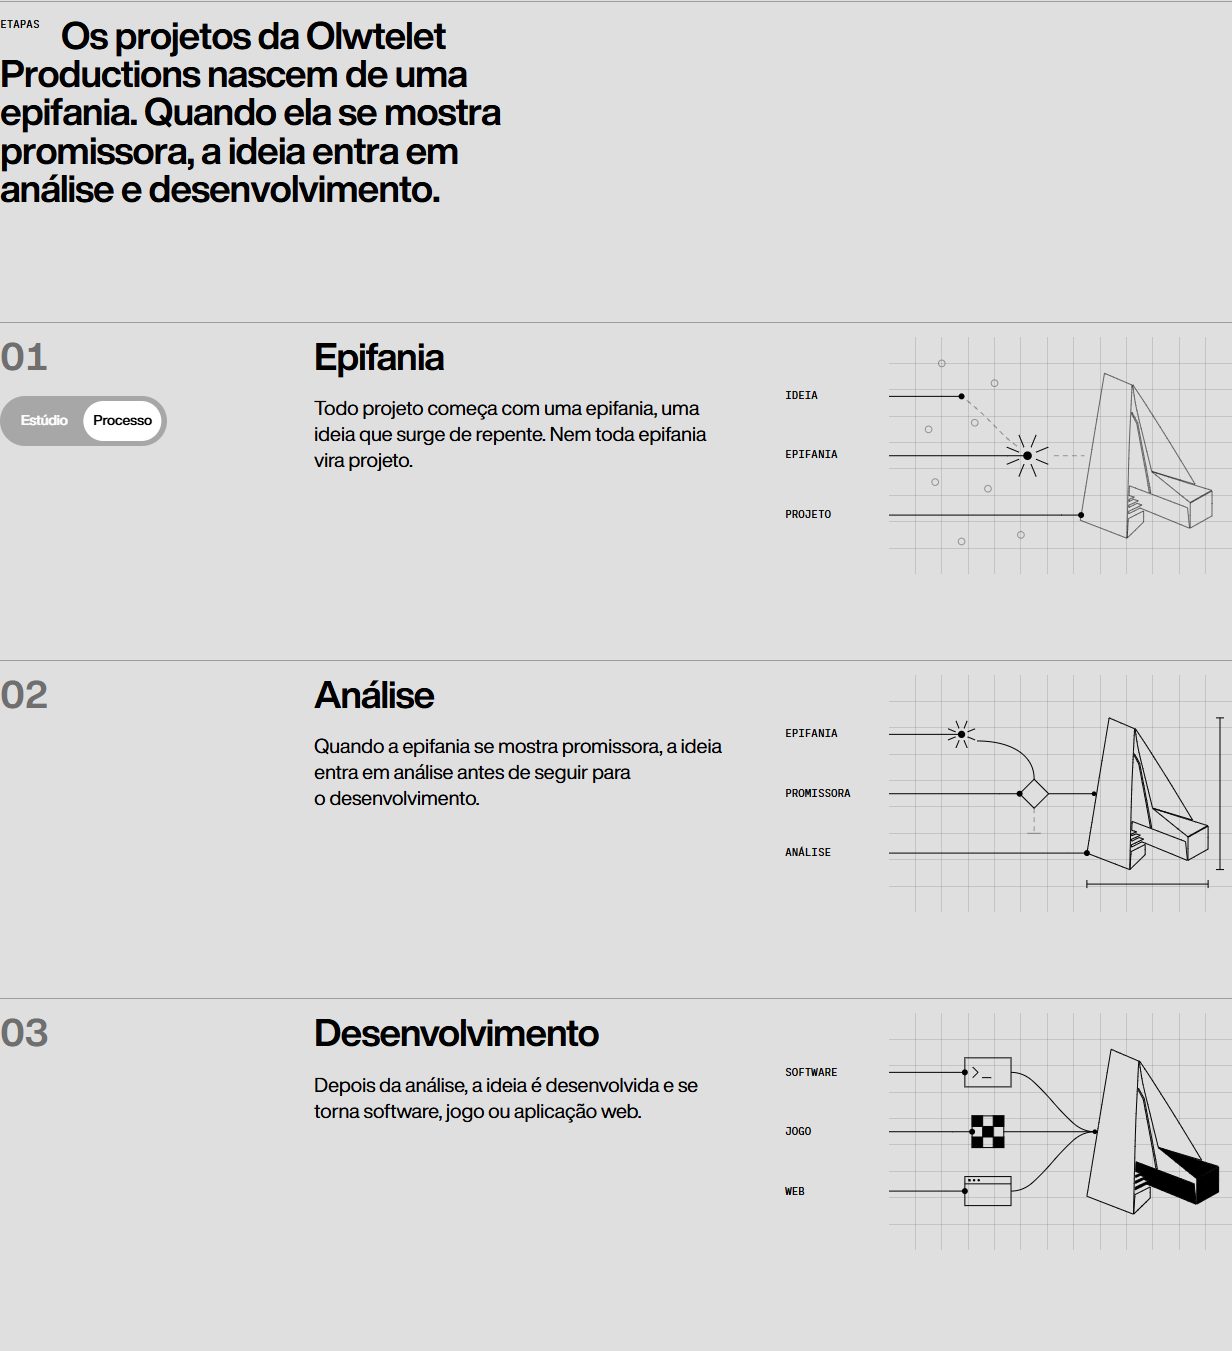 ETAPAS
Os projetos da Olwtelet
Productions nascem de uma
epifania. Quando ela se mostra
promissora, a ideia entra em
análise e desenvolvimento.
01
Estúdio Processo
Epifania
Todo projeto começa com uma epifania, uma
ideia que surge de repente. Nem toda epifania
vira projeto.
IDEIA
EPIFANIA
PROJETO
02
Análise
Quando a epifania se mostra promissora, a ideia
entra em análise antes de seguir para
o desenvolvimento.
EPIFANIA
PROMISSORA
ANÁLISE
03
Desenvolvimento
Depois da análise, a ideia é desenvolvida e se
torna software, jogo ou aplicação web.
SOFTWARE
>_
JOGO
WEB